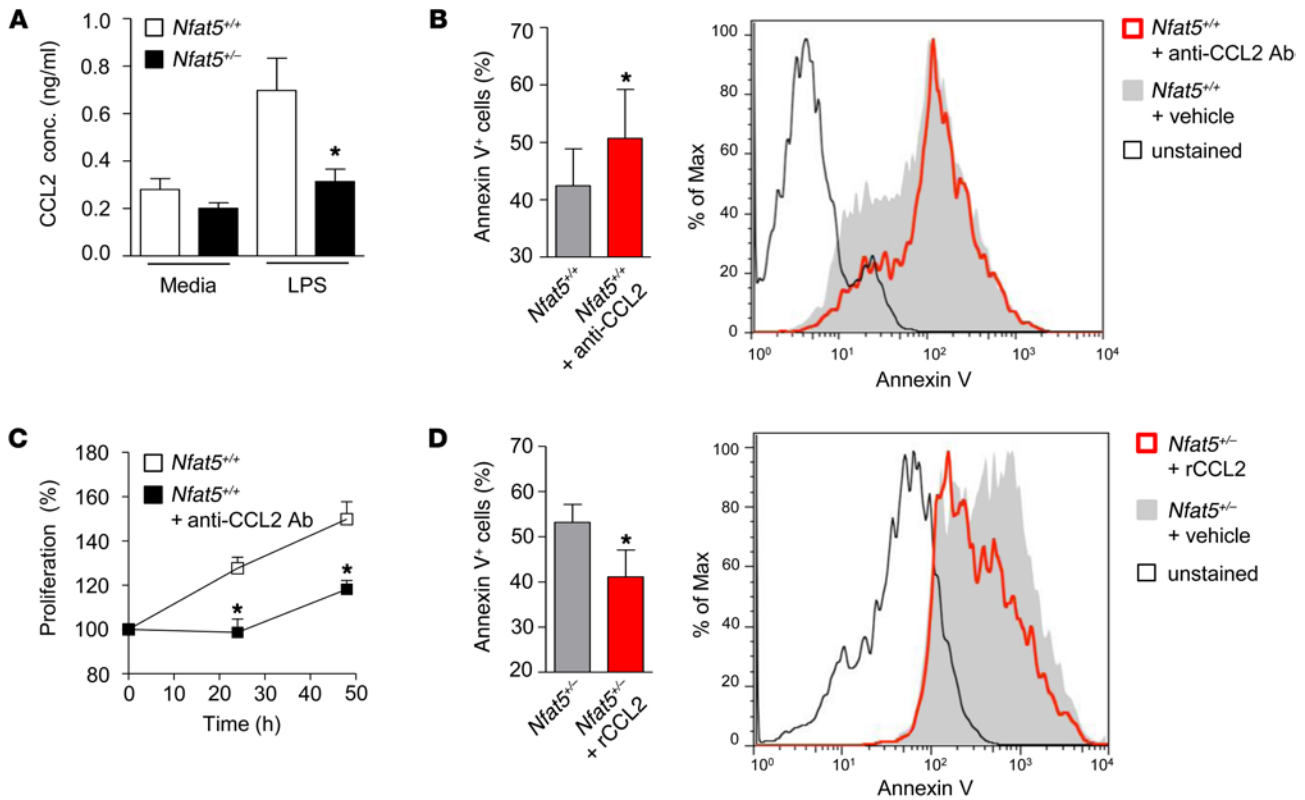 A
CCL2 conc. (ng/ml)
1.0
0.8
0.6
0.4
0.2
0.0
Nfat5+/+
Nfat5+/–
*
Media
LPS
B
Annexin V+ cells (%)
70
60
50
40
30
*
Nfat5+/+
Nfat5+/+
+ anti-CCL2
% of Max
100
80
60
40
20
0
10⁰
10¹
10²
10³
10⁴
Annexin V
Nfat5+/+
+ anti-CCL2 Ab
Nfat5+/+
+ vehicle
unstained
C
Proliferation (%)
180
160
140
120
100
80
Nfat5+/+
Nfat5+/+
+ anti-CCL2 Ab
*
*
0
10
20
30
40
50
Time (h)
D
Annexin V+ cells (%)
70
60
50
40
30
20
*
Nfat5+/–
Nfat5+/–
+ rCCL2
% of Max
100
80
60
40
20
0
10⁰
10¹
10²
10³
10⁴
Annexin V
Nfat5+/–
+ rCCL2
Nfat5+/–
+ vehicle
unstained